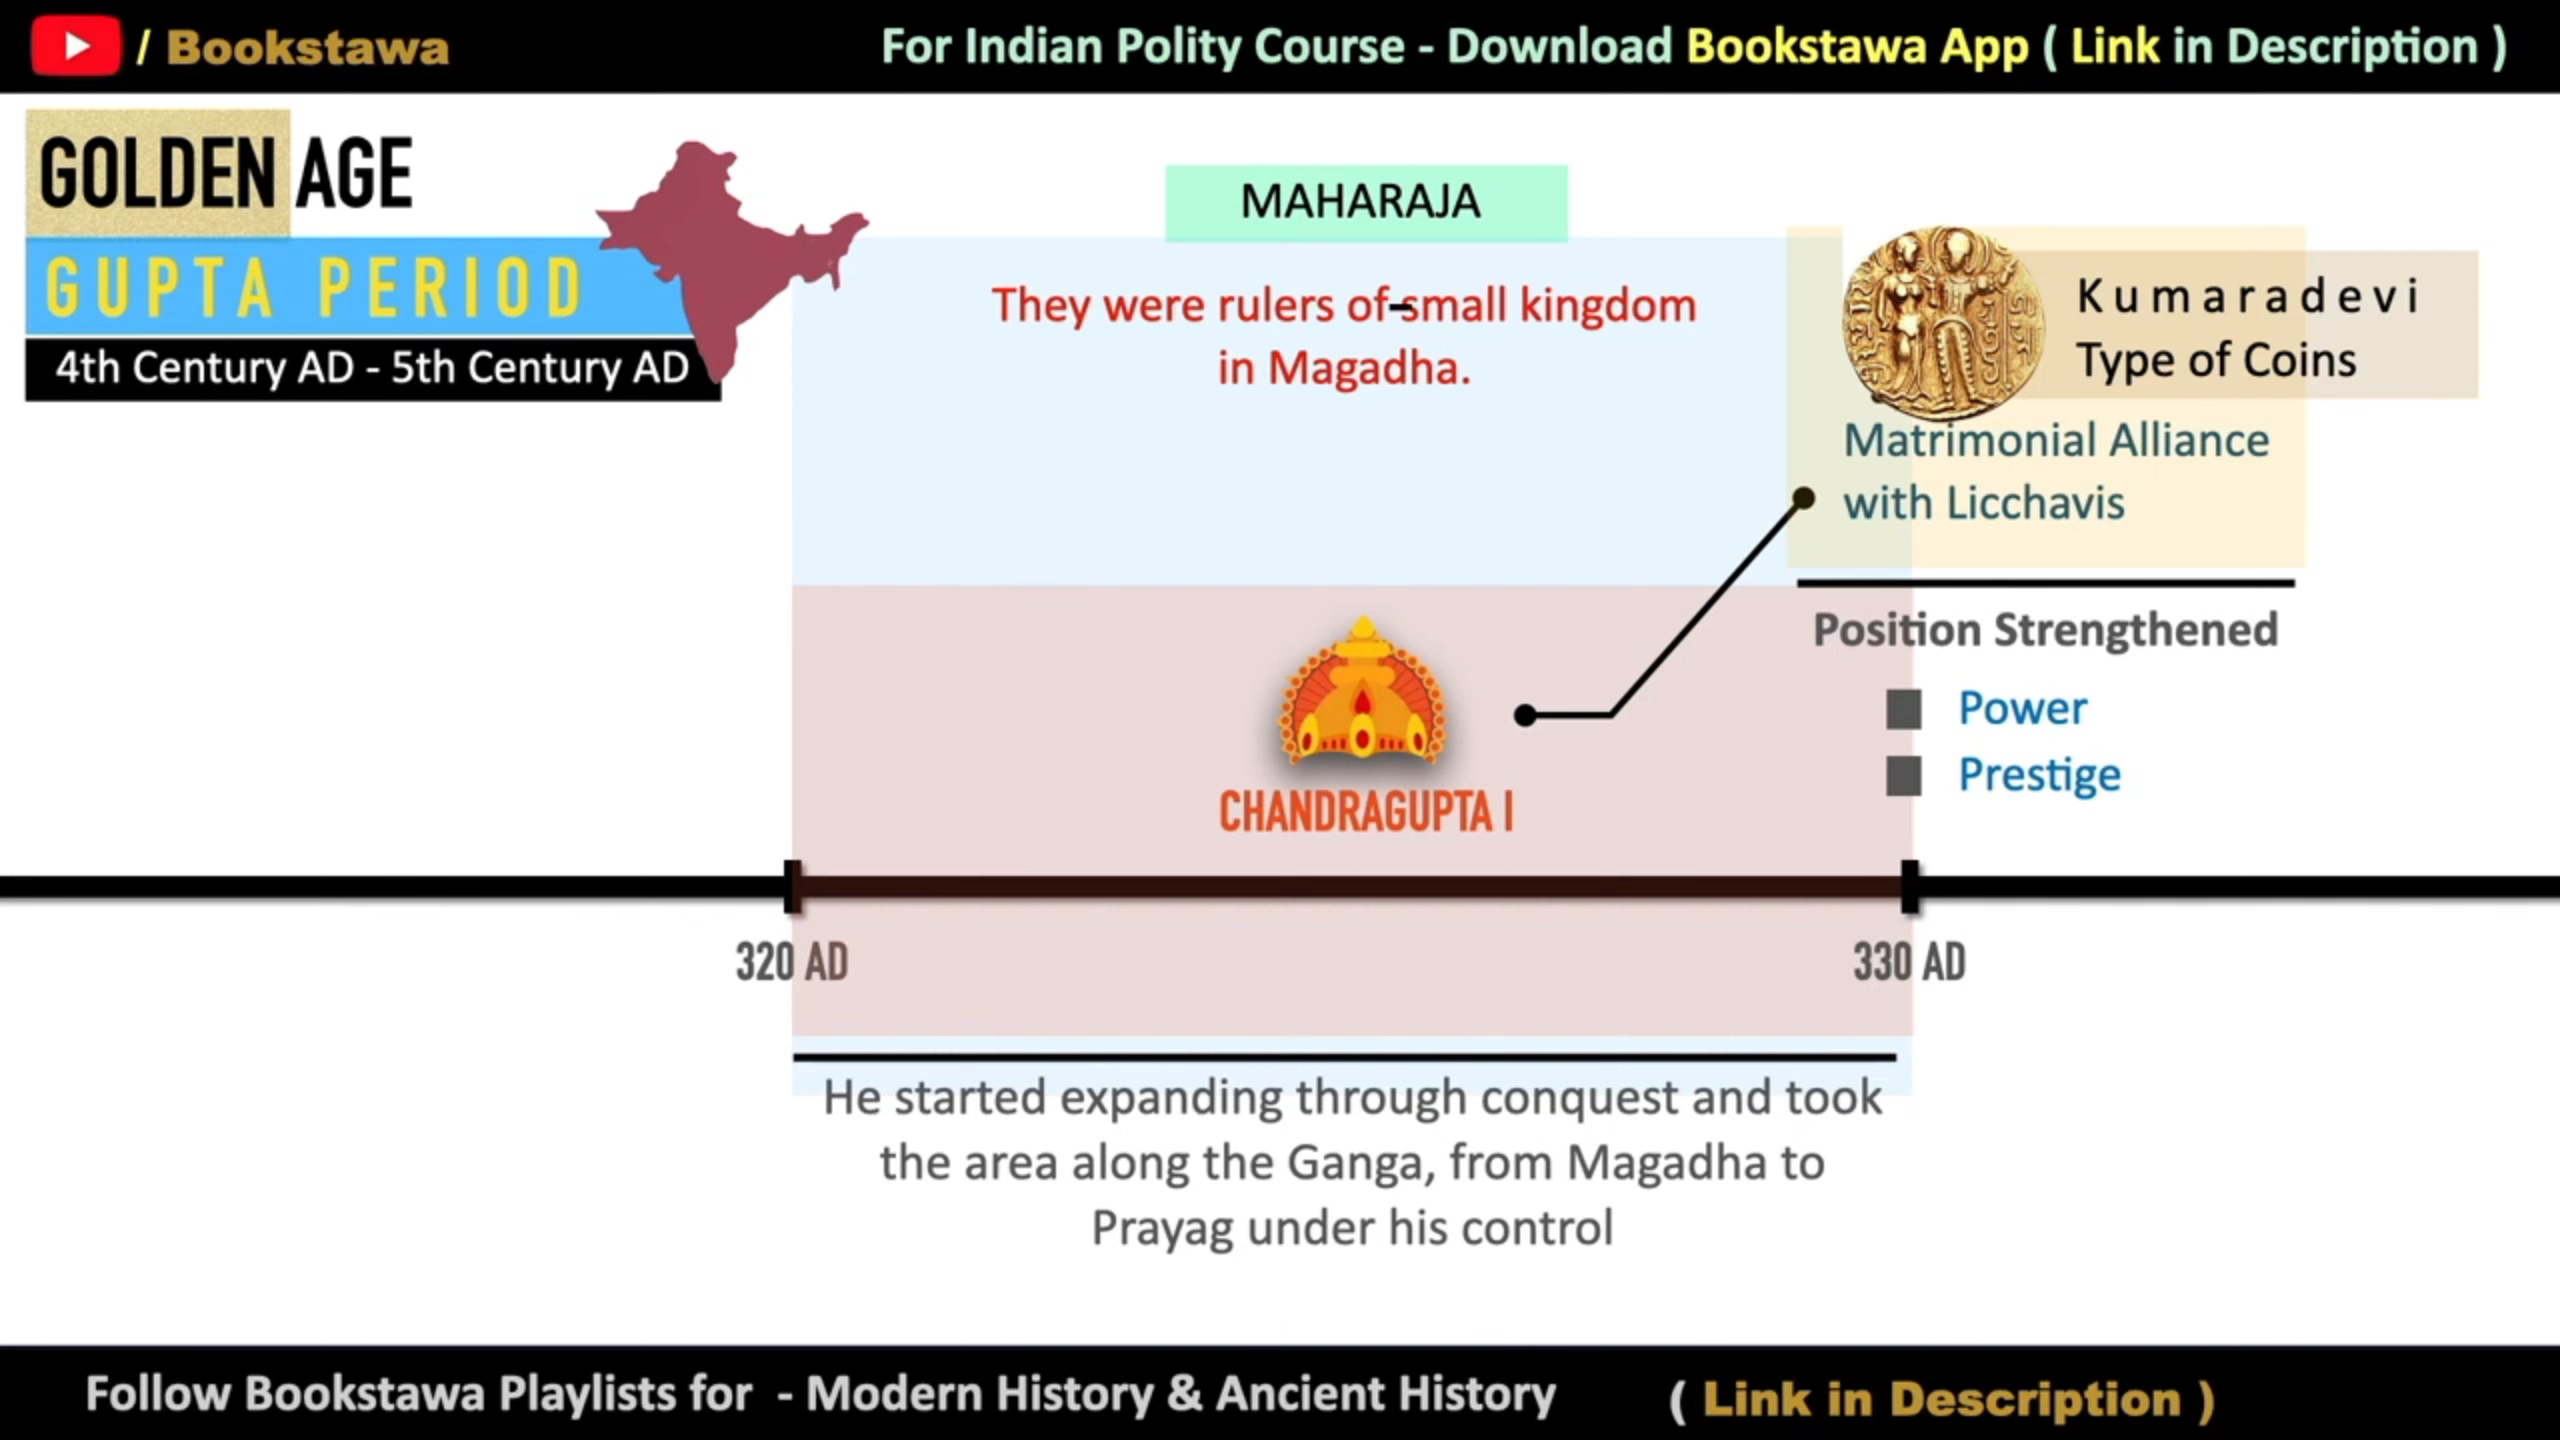 / Bookstawa
For Indian Polity Course - Download Bookstawa App ( Link in Description )
GOLDEN AGE
GUPTA PERIOD
4th Century AD - 5th Century AD
MAHARAJA
They were rulers of small kingdom
in Magadha.
Kumaradevi
Type of Coins
Matrimonial Alliance
with Licchavis
Position Strengthened
Power
Prestige
CHANDRAGUPTA I
320 AD
330 AD
He started expanding through conquest and took
the area along the Ganga, from Magadha to
Prayag under his control
Follow Bookstawa Playlists for - Modern History & Ancient History ( Link in Description )